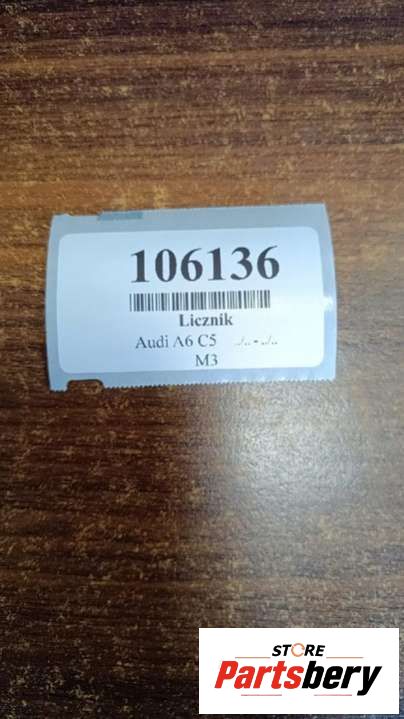 106136
Licznik
Audi A6 C5 ../.. - ../..
M3
STORE
Partsbery